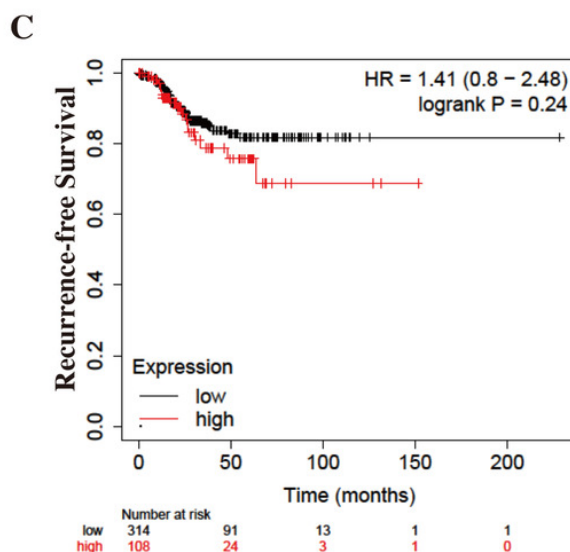 C
HR = 1.41 (0.8 − 2.48)
logrank P = 0.24
Recurrence-free Survival
1.0
0.8
0.6
0.4
0.2
0.0
Expression
low
high
0 50 100 150 200
Time (months)
Number at risk
low 314 91 13 1 1
high 108 24 3 1 0